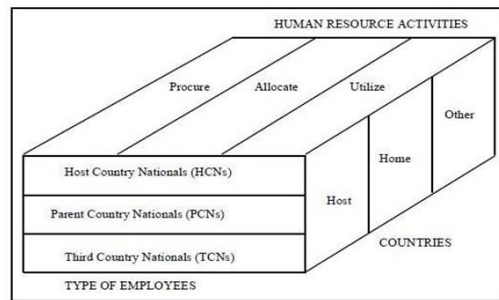 HUMAN RESOURCE ACTIVITIES
Procure
Allocate
Utilize
Other
Home
Host
Host Country Nationals (HCNs)
Parent Country Nationals (PCNs)
Third Country Nationals (TCNs)
COUNTRIES
TYPE OF EMPLOYEES